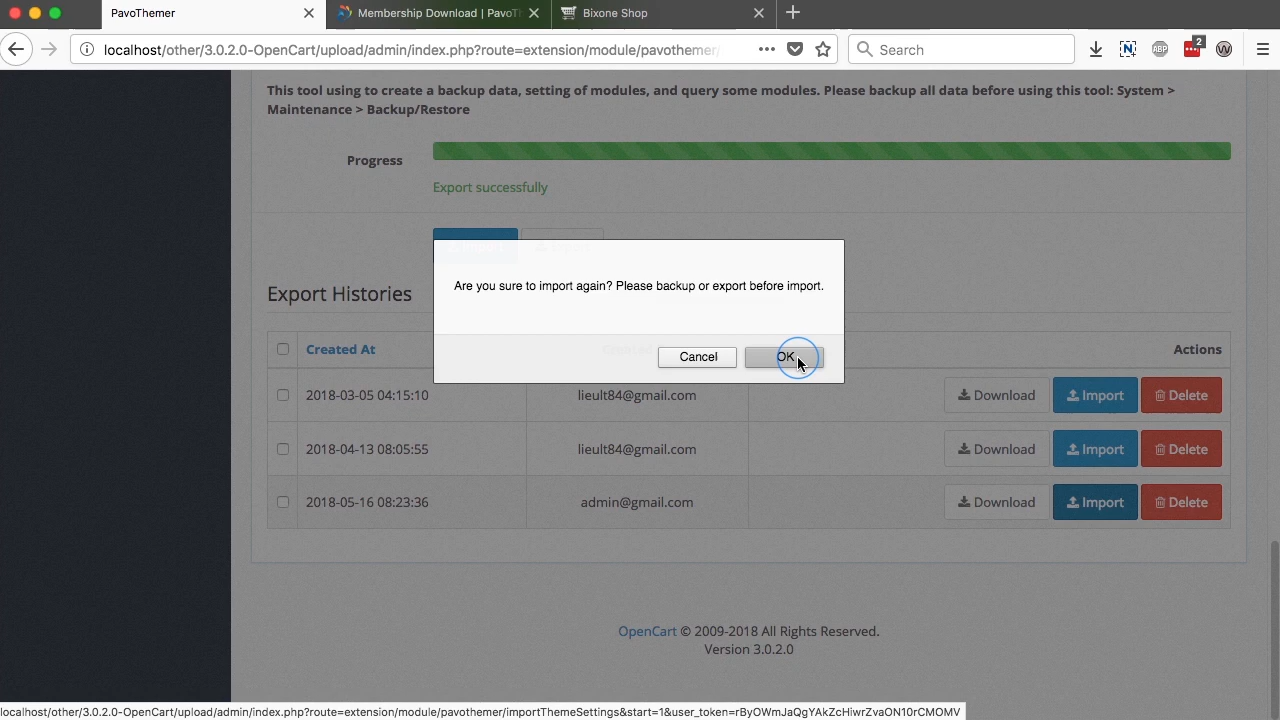 PavoThemer
Membership Download | PavoT
Bixone Shop
localhost/other/3.0.2.0-OpenCart/upload/admin/index.php?route=extension/module/pavothemer/
Search
ABP
2
This tool using to create a backup data, setting of modules, and query some modules. Please backup all data before using this tool: System >
Maintenance > Backup/Restore
Progress
Export successfully
Are you sure to import again? Please backup or export before import.
Cancel
OK
Export Histories
Created At
Actions
2018-03-05 04:15:10
lieult84@gmail.com
Download
Import
Delete
2018-04-13 08:05:55
lieult84@gmail.com
Download
Import
Delete
2018-05-16 08:23:36
admin@gmail.com
Download
Import
Delete
OpenCart © 2009-2018 All Rights Reserved.
Version 3.0.2.0
localhost/other/3.0.2.0-OpenCart/upload/admin/index.php?route=extension/module/pavothemer/importThemeSettings&start=1&user_token=rByOWmJaQgYAkZcHiwrZvaON10rCMOMV